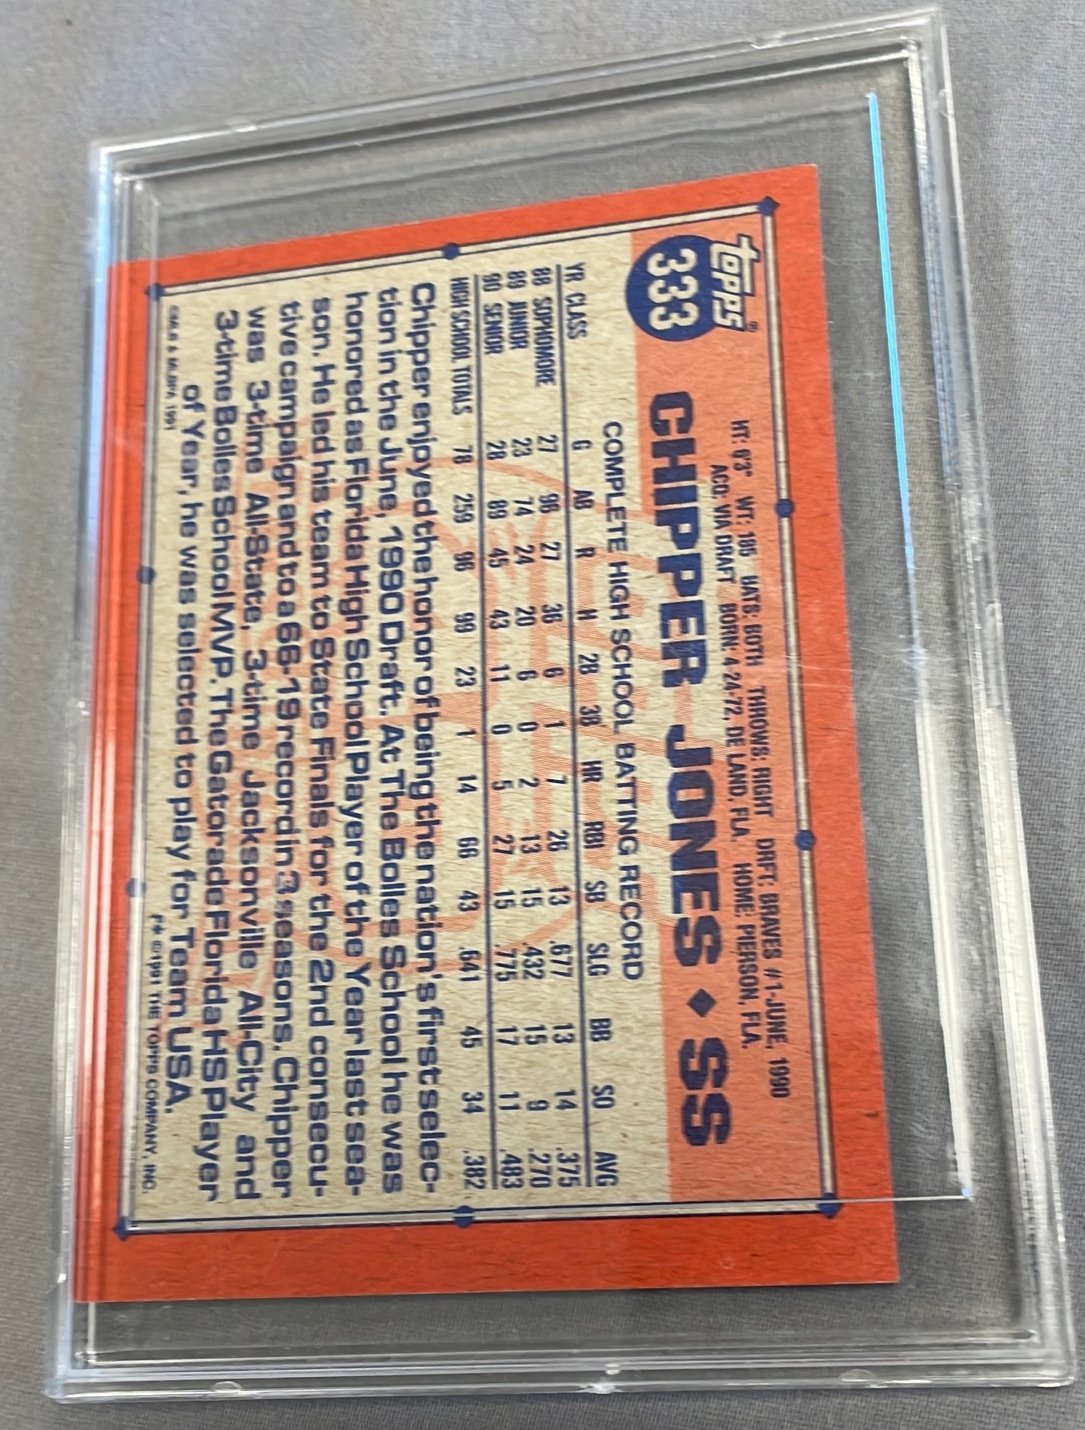 topps®
333
HT: 6'3" WT: 185 BATS: BOTH THROWS: RIGHT DRFT: BRAVES #1-JUNE, 1990
ACQ: VIA DRAFT BORN: 4-24-72, DE LAND, FLA. HOME: PIERSON, FLA.
CHIPPER JONES ◆ SS
COMPLETE HIGH SCHOOL BATTING RECORD
YR CLASS G AB R H 2B 3B HR RBI SB SLG BB SO AVG
88 SOPHOMORE 27 96 27 36 6 1 7 26 13 .677 13 14 .375
89 JUNIOR 23 74 24 20 6 0 2 13 15 .432 15 9 .270
90 SENIOR 28 89 45 43 11 0 5 27 15 .775 17 11 .483
HIGH SCHOOL TOTALS 78 259 96 99 23 1 14 66 43 .641 45 34 .382
Chipper enjoyed the honor of being the nation's first selec-
tion in the June, 1990 Draft. At The Bolles School he was
honored as Florida High School Player of the Year last sea-
son. He led his team to State Finals for the 2nd consecu-
tive campaign and to a 66-19 record in 3 seasons. Chipper
was 3-time All-State, 3-time Jacksonville All-City and
3-time Bolles School MVP. The Gatorade Florida HS Player
of Year, he was selected to play for Team USA.
©MLB & MLBPA 1991
F* ©1991 THE TOPPS COMPANY, INC.